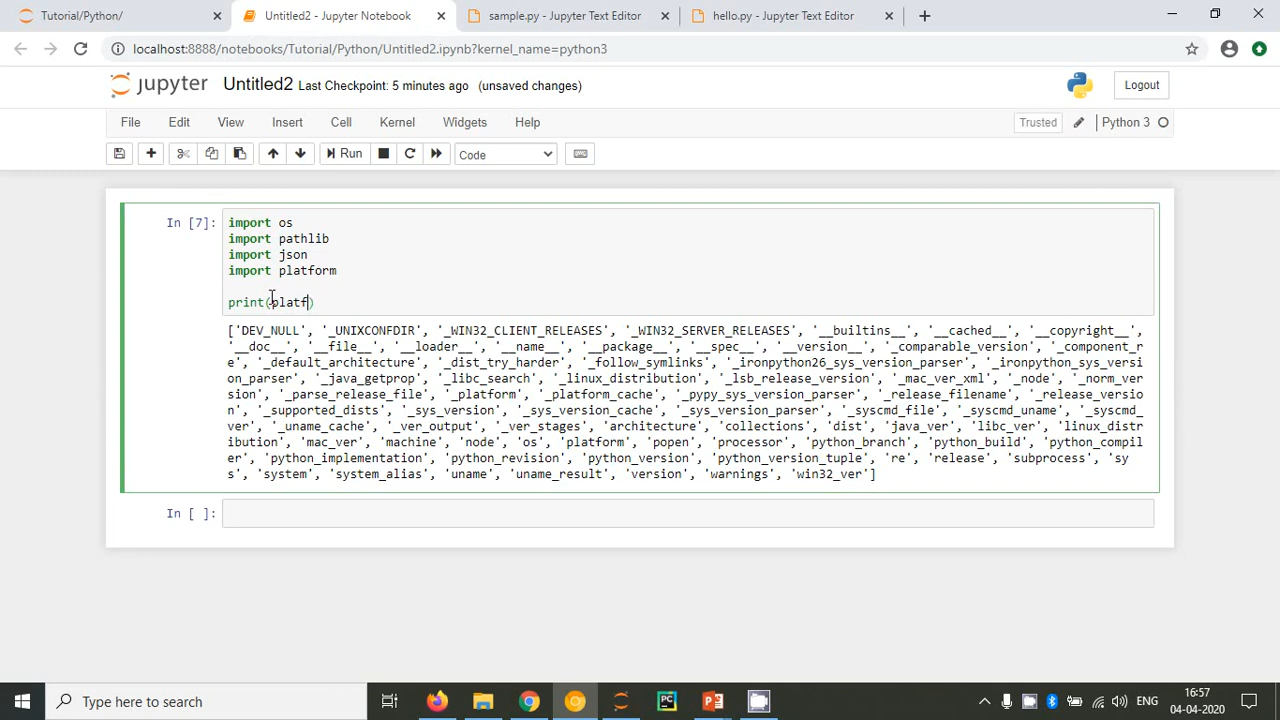 Tutorial/Python/
Untitled2 - Jupyter Notebook
sample.py - Jupyter Text Editor
hello.py - Jupyter Text Editor
localhost:8888/notebooks/Tutorial/Python/Untitled2.ipynb?kernel_name=python3
jupyter Untitled2 Last Checkpoint: 5 minutes ago (unsaved changes)
Logout
File Edit View Insert Cell Kernel Widgets Help
Trusted
Python 3
Run
Code
In [7]:
import os
import pathlib
import json
import platform
print(platf)
['DEV_NULL', '_UNIXCONFDIR', '_WIN32_CLIENT_RELEASES', '_WIN32_SERVER_RELEASES', '__builtins__', '__cached__', '__copyright__',
'__doc__', '__file__', '__loader__', '__name__', '__package__', '__spec__', '__version__', '_comparable_version', '_component_r
e', '_default_architecture', '_dist_try_harder', '_follow_symlinks', '_ironpython26_sys_version_parser', '_ironpython_sys_versi
on_parser', '_java_getprop', '_libc_search', '_linux_distribution', '_lsb_release_version', '_mac_ver_xml', '_node', '_norm_ver
sion', '_parse_release_file', '_platform', '_platform_cache', '_pypy_sys_version_parser', '_release_filename', '_release_versio
n', '_supported_dists', '_sys_version', '_sys_version_cache', '_sys_version_parser', '_syscmd_file', '_syscmd_uname', '_syscmd_
ver', '_uname_cache', '_ver_output', '_ver_stages', 'architecture', 'collections', 'dist', 'java_ver', 'libc_ver', 'linux_distr
ibution', 'mac_ver', 'machine', 'node', 'os', 'platform', 'popen', 'processor', 'python_branch', 'python_build', 'python_compil
er', 'python_implementation', 'python_revision', 'python_version', 'python_version_tuple', 're', 'release', 'subprocess', 'sy
s', 'system', 'system_alias', 'uname', 'uname_result', 'version', 'warnings', 'win32_ver']
In [ ]:
Type here to search
ENG
16:57
04-04-2020